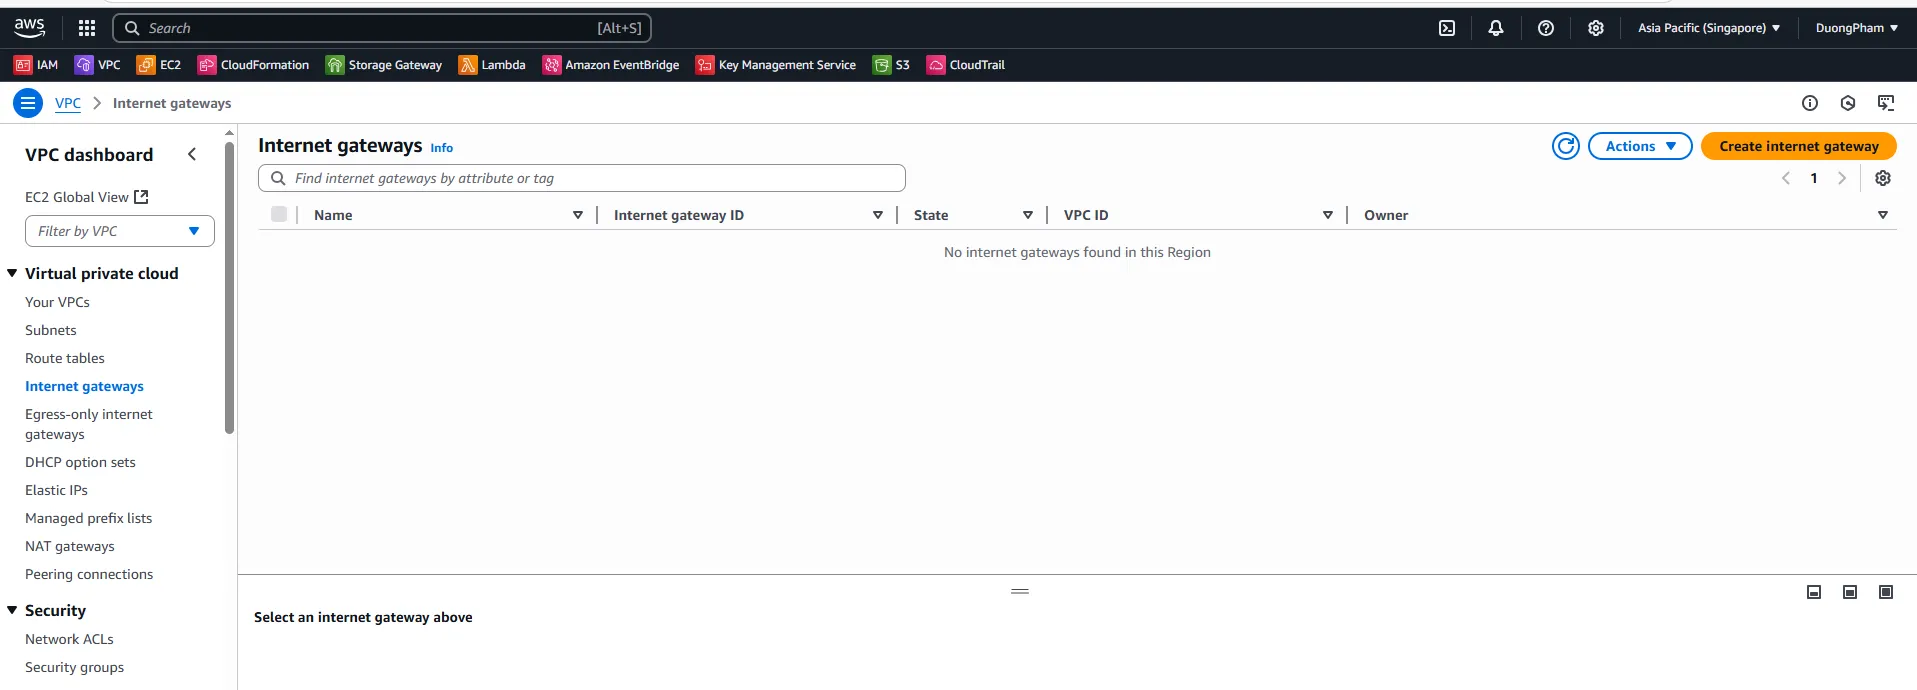 aws Search [Alt+S] Asia Pacific (Singapore) DuongPham
IAM VPC EC2 CloudFormation Storage Gateway Lambda Amazon EventBridge Key Management Service S3 CloudTrail
VPC Internet gateways
VPC dashboard
EC2 Global View
Filter by VPC
Virtual private cloud
Your VPCs
Subnets
Route tables
Internet gateways
Egress-only internet
gateways
DHCP option sets
Elastic IPs
Managed prefix lists
NAT gateways
Peering connections
Security
Network ACLs
Security groups
Internet gateways Info Actions Create internet gateway
Find internet gateways by attribute or tag 1
Name Internet gateway ID State VPC ID Owner
No internet gateways found in this Region
Select an internet gateway above